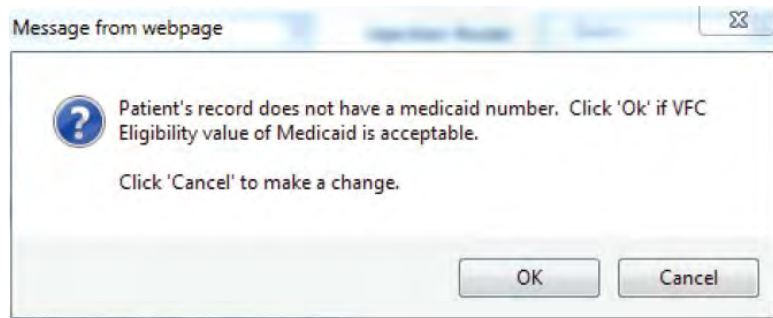 Message from webpage
Patient's record does not have a medicaid number. Click 'Ok' if VFC
Eligibility value of Medicaid is acceptable.
Click 'Cancel' to make a change.
OK
Cancel